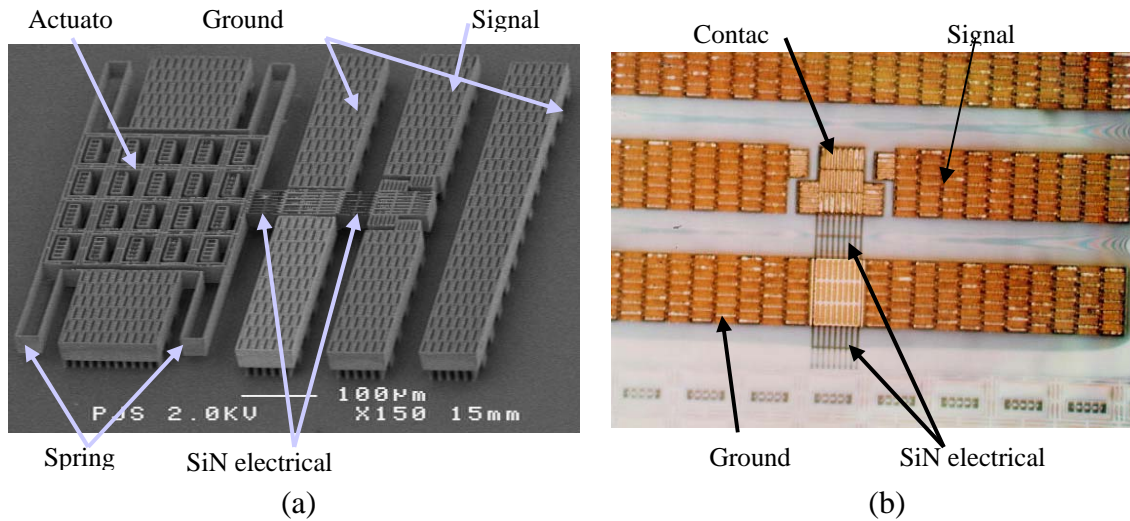 Actuato
Ground
Signal
100µm
PJS 2.0KV X150 15mm
Spring
SiN electrical
(a)
Contac
Signal
Ground
SiN electrical
(b)